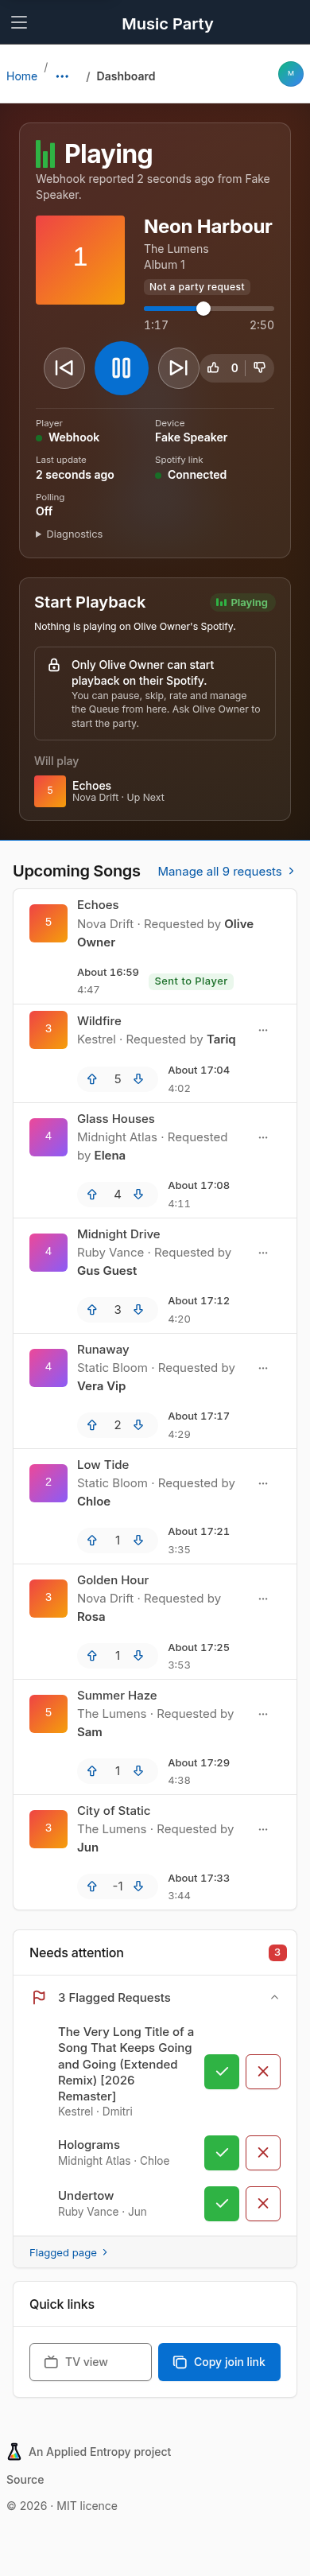 Music Party
Home / ··· / Dashboard
M
Playing
Webhook reported 2 seconds ago from Fake
Speaker.
1
Neon Harbour
The Lumens
Album 1
Not a party request
1:17 2:50
0
Player Device
Webhook Fake Speaker
Last update Spotify link
2 seconds ago Connected
Polling
Off
Diagnostics
Start Playback Playing
Nothing is playing on Olive Owner's Spotify.
Only Olive Owner can start
playback on their Spotify.
You can pause, skip, rate and manage
the Queue from here. Ask Olive Owner to
start the party.
Will play
5
Echoes
Nova Drift · Up Next
Upcoming Songs Manage all 9 requests
5
Echoes
Nova Drift · Requested by Olive
Owner
About 16:59
4:47
Sent to Player
3
Wildfire
Kestrel · Requested by Tariq
5
About 17:04
4:02
4
Glass Houses
Midnight Atlas · Requested
by Elena
4
About 17:08
4:11
4
Midnight Drive
Ruby Vance · Requested by
Gus Guest
3
About 17:12
4:20
4
Runaway
Static Bloom · Requested by
Vera Vip
2
About 17:17
4:29
2
Low Tide
Static Bloom · Requested by
Chloe
1
About 17:21
3:35
3
Golden Hour
Nova Drift · Requested by
Rosa
1
About 17:25
3:53
5
Summer Haze
The Lumens · Requested by
Sam
1
About 17:29
4:38
3
City of Static
The Lumens · Requested by
Jun
-1
About 17:33
3:44
Needs attention 3
3 Flagged Requests
The Very Long Title of a
Song That Keeps Going
and Going (Extended
Remix) [2026
Remaster]
Kestrel · Dmitri
Holograms
Midnight Atlas · Chloe
Undertow
Ruby Vance · Jun
Flagged page
Quick links
TV view Copy join link
An Applied Entropy project
Source
© 2026 · MIT licence